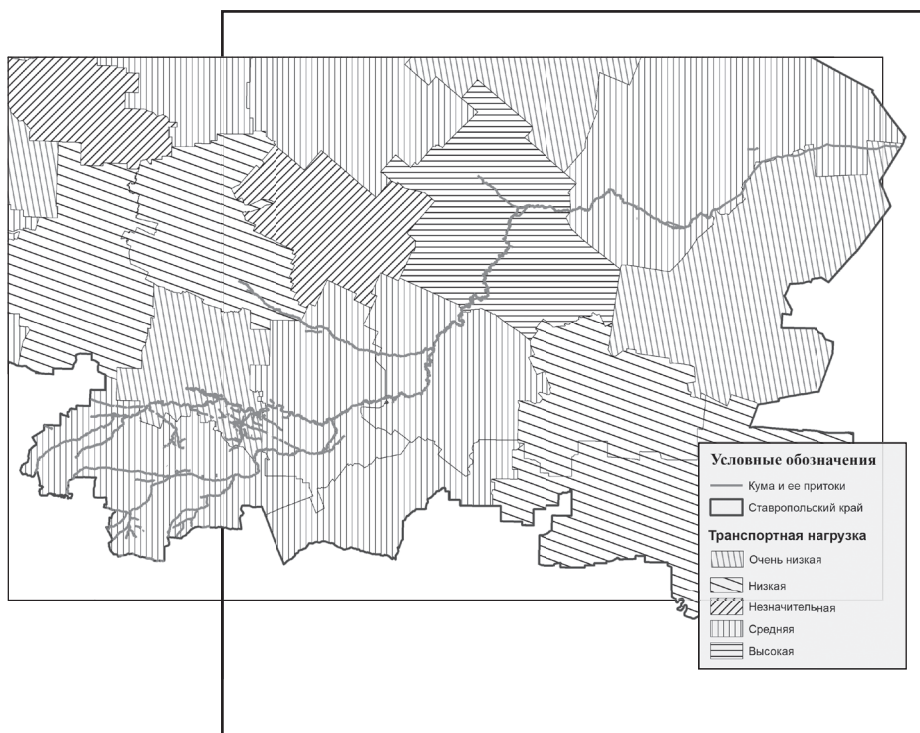 Условные обозначения
Кума и ее притоки
Ставропольский край
Транспортная нагрузка
Очень низкая
Низкая
Незначительная
Средняя
Высокая